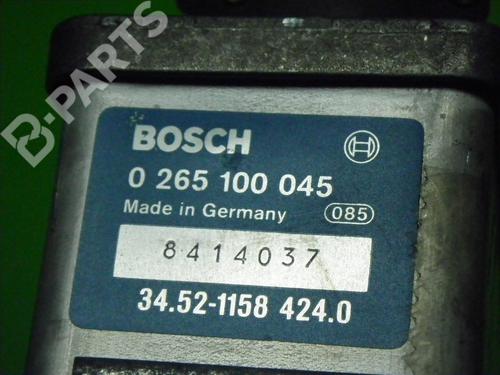 B-PARTS
BOSCH
0 265 100 045
Made in Germany 085
8414037
34.52-1158 424.0